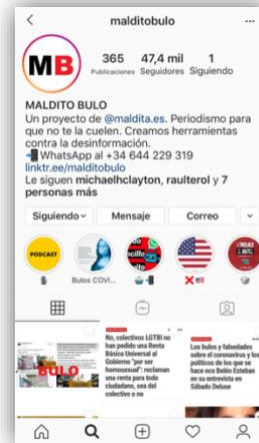 malditobulo
MB
365
47,4 mil
1
Publicaciones
Seguidores
Siguiendo
MALDITO BULO
Un proyecto de @maldita.es. Periodismo para
que no te la cuelen. Creamos herramientas
contra la desinformación.
WhatsApp al +34 644 229 319
linktr.ee/malditobulo
Le siguen michaelhclayton, raulterol y 7
personas más
Siguiendo
Mensaje
Correo
PODCAST
Bulos COVI...
BULO
No, colectivos LGTBI no
han pedido una Renta
Básica Universal al
Gobierno "por ser
homosexual": reclaman
una renta para todo
ciudadano, sea del
colectivo o no
Los bulos y falsedades
sobre el coronavirus y los
políticos de los que se
hace eco Belén Esteban
en su entrevista en
Sábado Deluxe